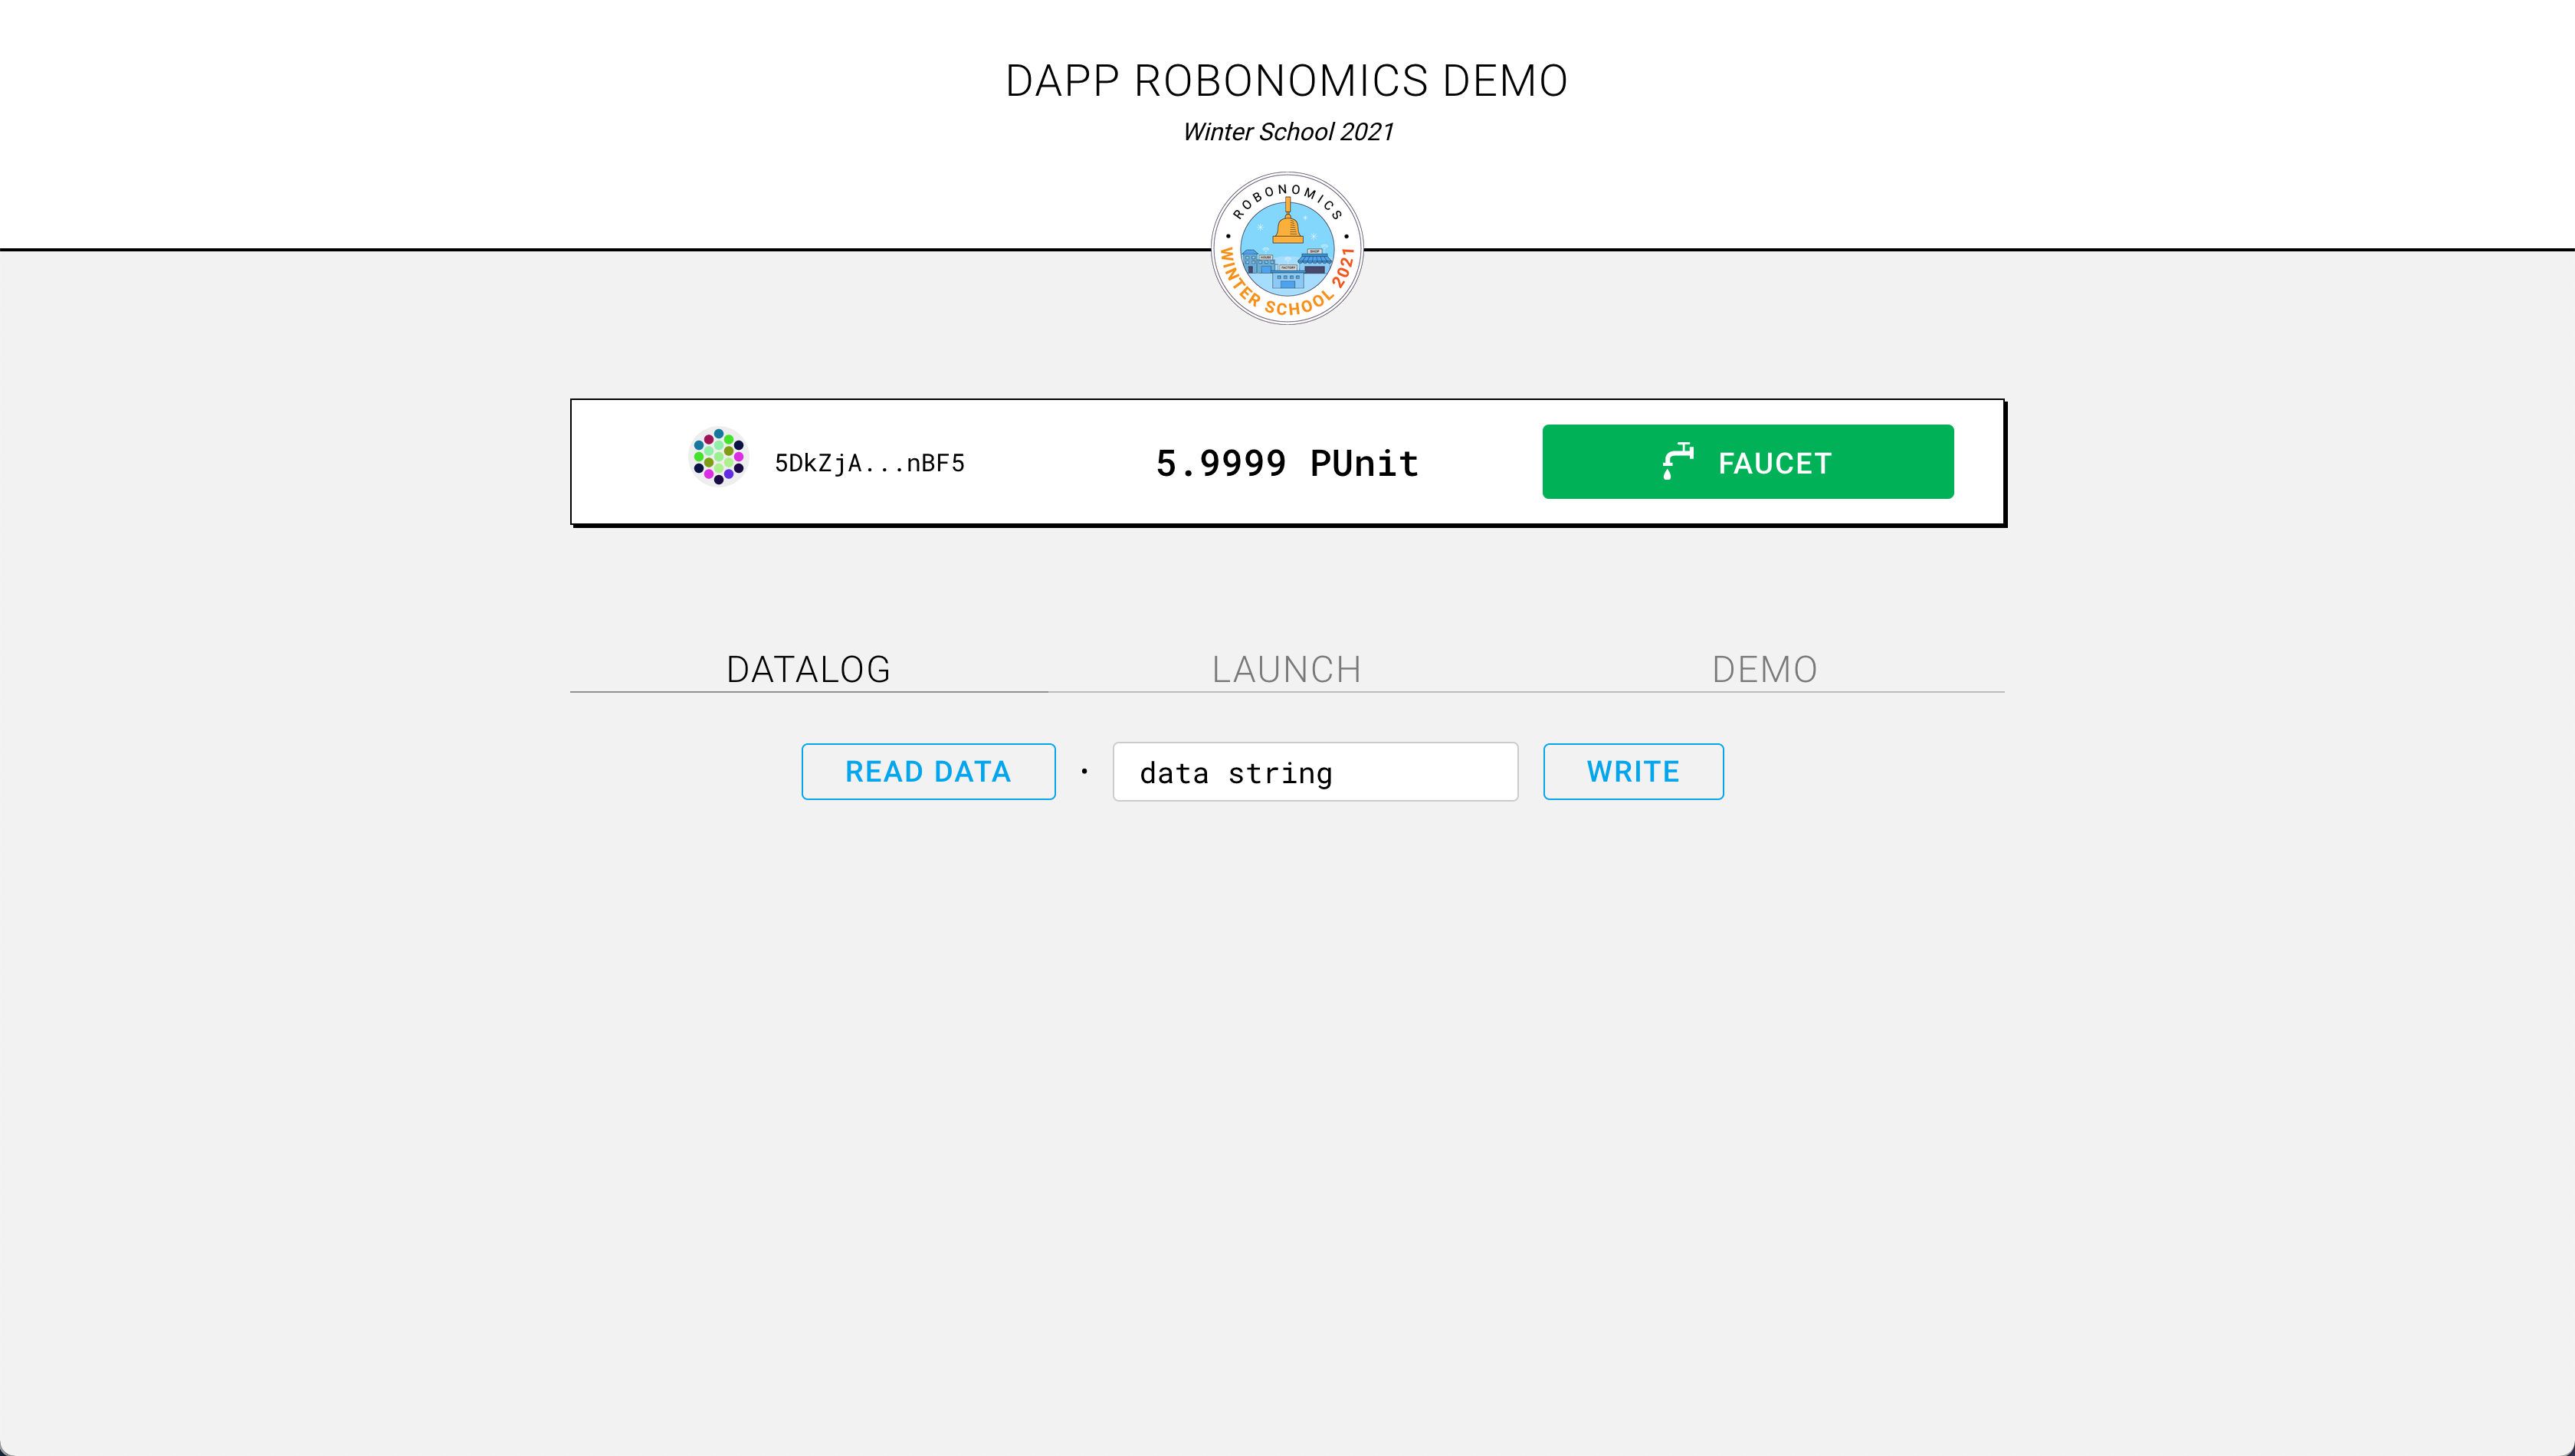 DAPP ROBONOMICS DEMO
Winter School 2021
ROBONOMICS
WINTER SCHOOL 2021
5DkZjA...nBF5 5.9999 PUnit FAUCET
DATALOG LAUNCH DEMO
READ DATA · data string WRITE